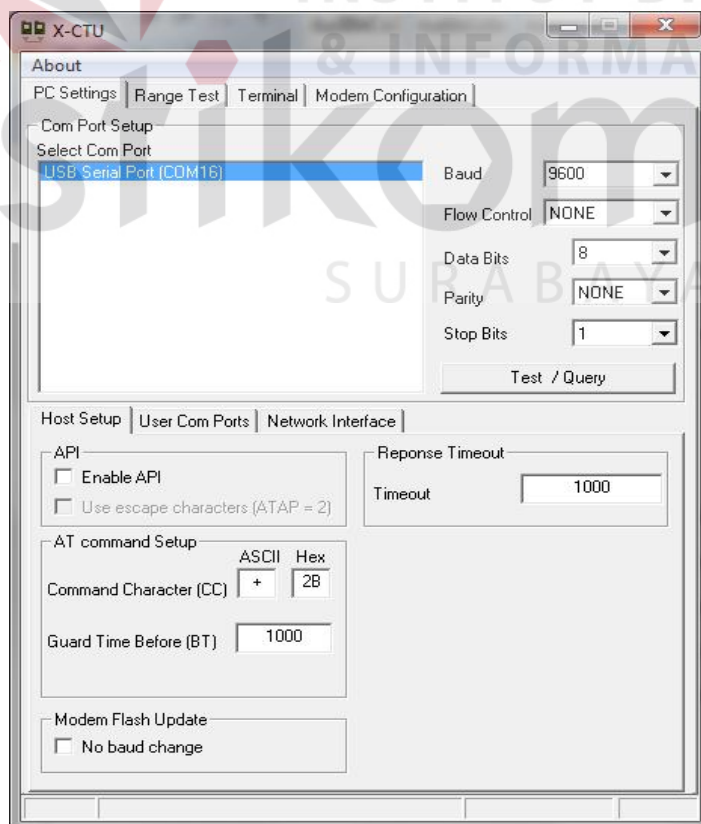 X-CTU
About
PC Settings
Range Test
Terminal
Modem Configuration
Com Port Setup
Select Com Port
USB Serial Port (COM16)
Baud 9600
Flow Control NONE
Data Bits 8
Parity NONE
Stop Bits 1
Test / Query
Host Setup
User Com Ports
Network Interface
API
Enable API
Use escape characters (ATAP = 2)
Reponse Timeout
Timeout 1000
AT command Setup
ASCII Hex
Command Character (CC) + 2B
Guard Time Before (BT) 1000
Modem Flash Update
No baud change
& INFORMA
stikom
SURABAYA